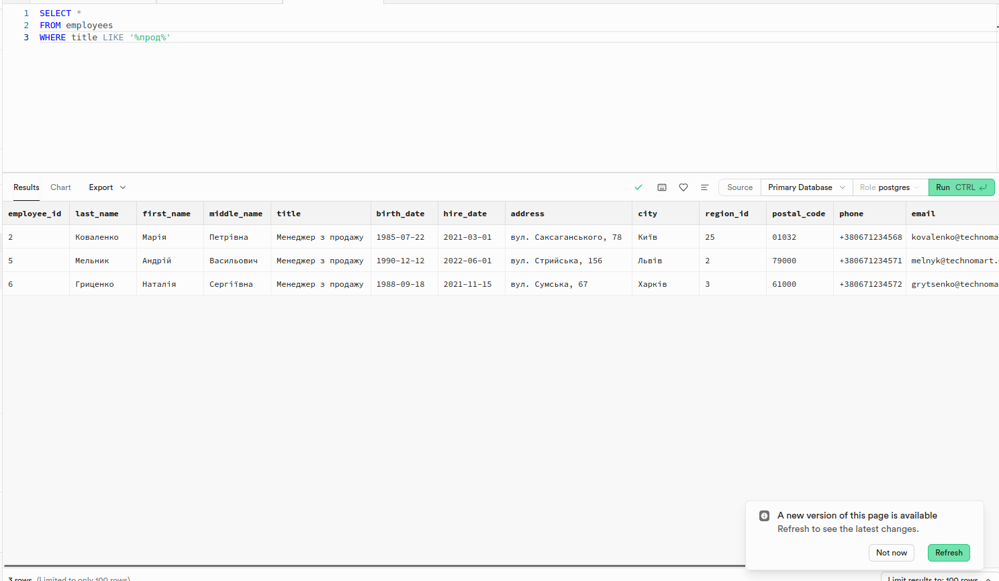 1 SELECT *
2 FROM employees
3 WHERE title LIKE '%прод%'
Results Chart Export Source Primary Database Role postgres Run CTRL
employee_id last_name first_name middle_name title birth_date hire_date address city region_id postal_code phone email
2 Коваленко Марія Петрівна Менеджер з продажу 1985-07-22 2021-03-01 вул. Саксаганського, 78 Київ 25 01032 +380671234568 kovalenko@technoma
5 Мельник Андрій Васильович Менеджер з продажу 1990-12-12 2022-06-01 вул. Стрийська, 156 Львів 2 79000 +380671234571 melnyk@technomart.
6 Гриценко Наталія Сергіївна Менеджер з продажу 1988-09-18 2021-11-15 вул. Сумська, 67 Харків 3 61000 +380671234572 grytsenko@technoma
A new version of this page is available
Refresh to see the latest changes.
Not now Refresh
3 rows (Limited to only 100 rows) Limit results to: 100 rows